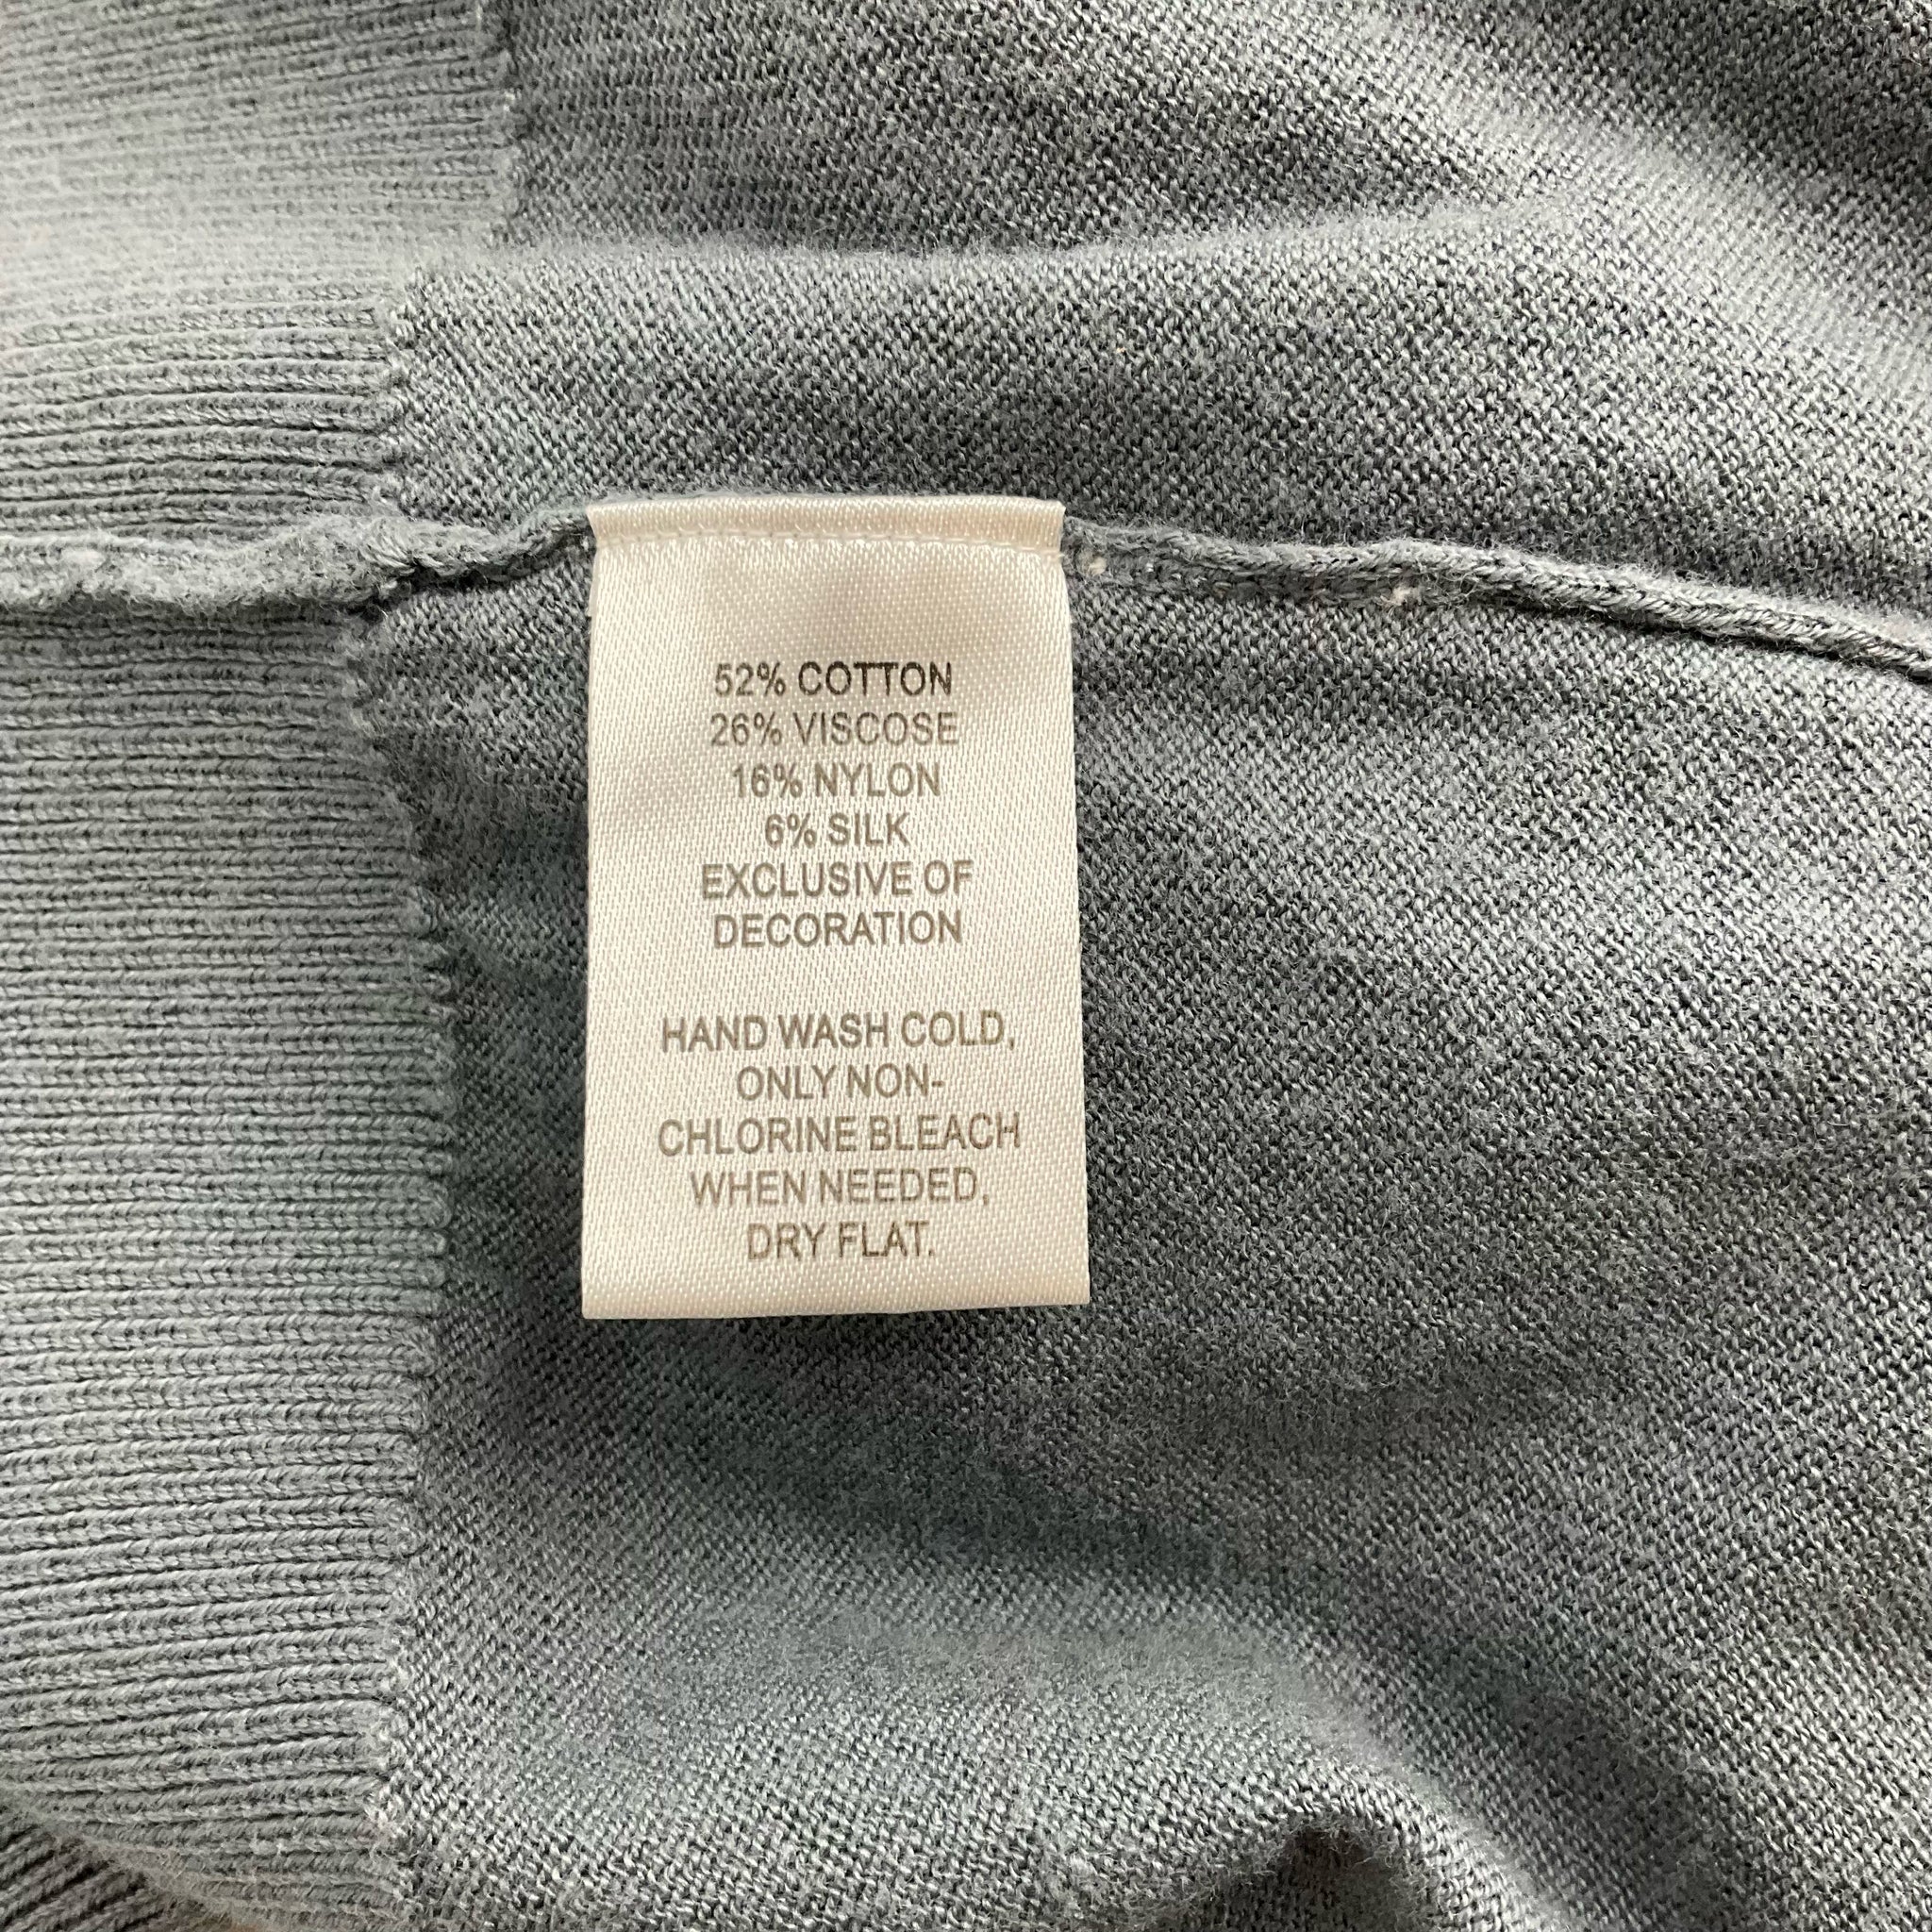 52% COTTON
26% VISCOSE
16% NYLON
6% SILK
EXCLUSIVE OF
DECORATION
HAND WASH COLD,
ONLY NON-
CHLORINE BLEACH
WHEN NEEDED,
DRY FLAT.